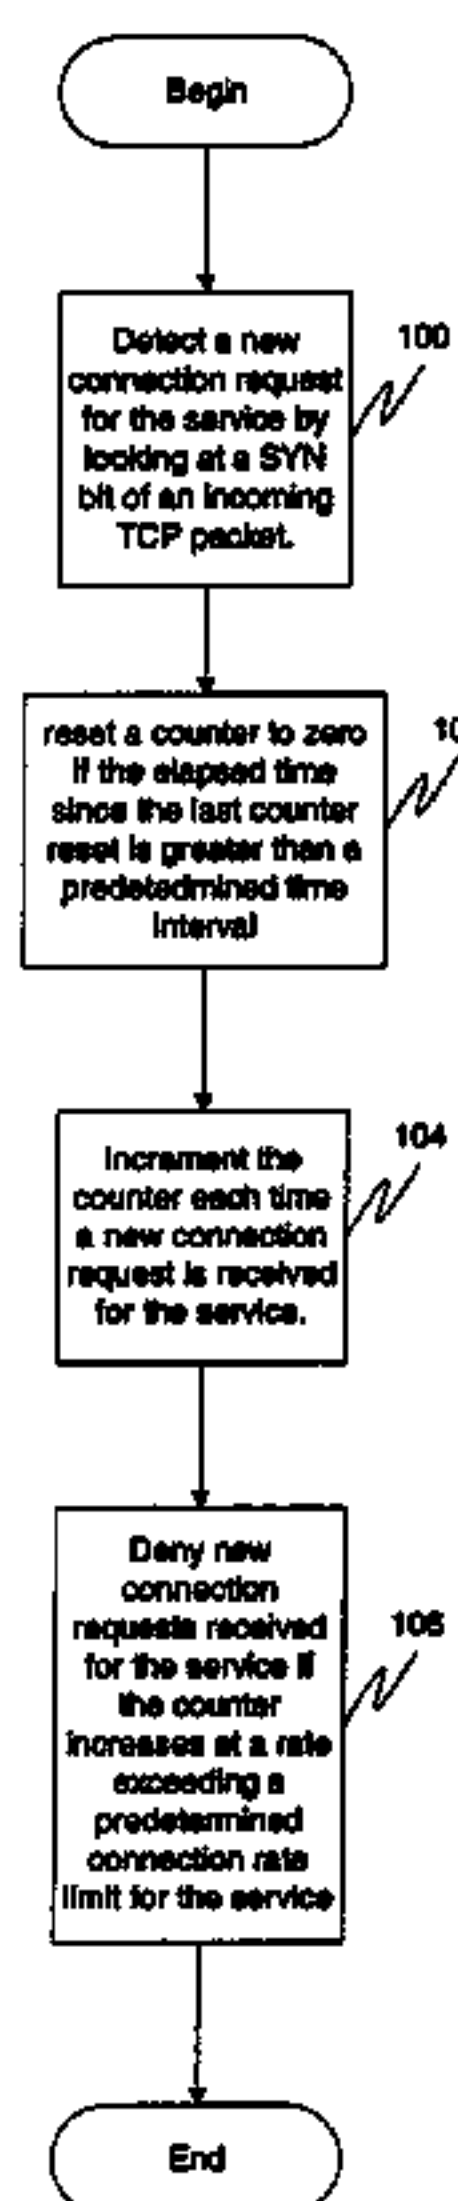 Begin
Detect a new
connection request
for the service by
looking at a SYN
bit of an incoming
TCP packet.
100
reset a counter to zero
if the elapsed time
since the last counter
reset is greater than a
predetedmined time
interval
10
Increment the
counter each time
a new connection
request is received
for the service.
104
Deny new
connection
requests received
for the service if
the counter
increases at a rate
exceeding a
predetermined
connection rate
limit for the service
106
End